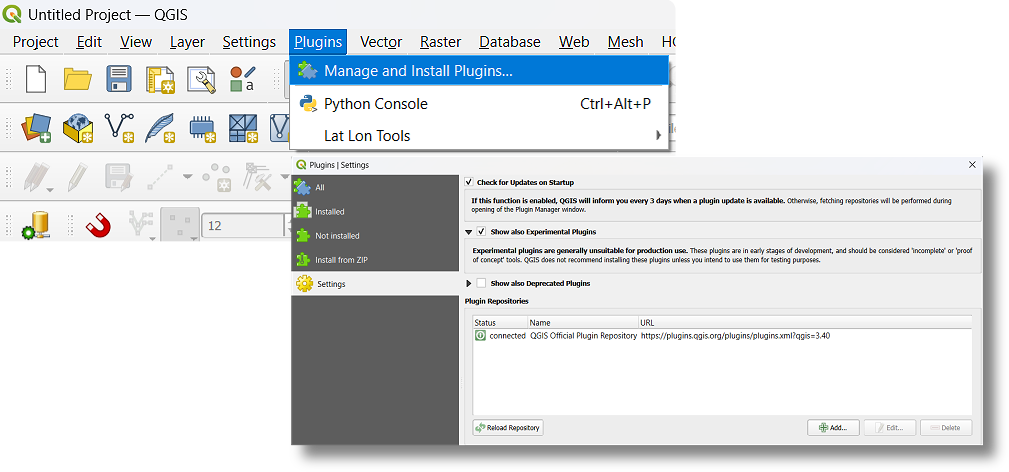 Untitled Project — QGIS
Project Edit View Layer Settings Plugins Vector Raster Database Web Mesh
Manage and Install Plugins...
Python Console Ctrl+Alt+P
Lat Lon Tools
12
Plugins | Settings
All
Installed
Not installed
Install from ZIP
Settings
Check for Updates on Startup
If this function is enabled, QGIS will inform you every 3 days when a plugin update is available. Otherwise, fetching repositories will be performed during
opening of the Plugin Manager window.
Show also Experimental Plugins
Experimental plugins are generally unsuitable for production use. These plugins are in early stages of development, and should be considered 'incomplete' or 'proof
of concept' tools. QGIS does not recommend installing these plugins unless you intend to use them for testing purposes.
Show also Deprecated Plugins
Plugin Repositories
Status Name URL
connected QGIS Official Plugin Repository https://plugins.qgis.org/plugins/plugins.xml?qgis=3.40
Reload Repository Add... Edit... Delete